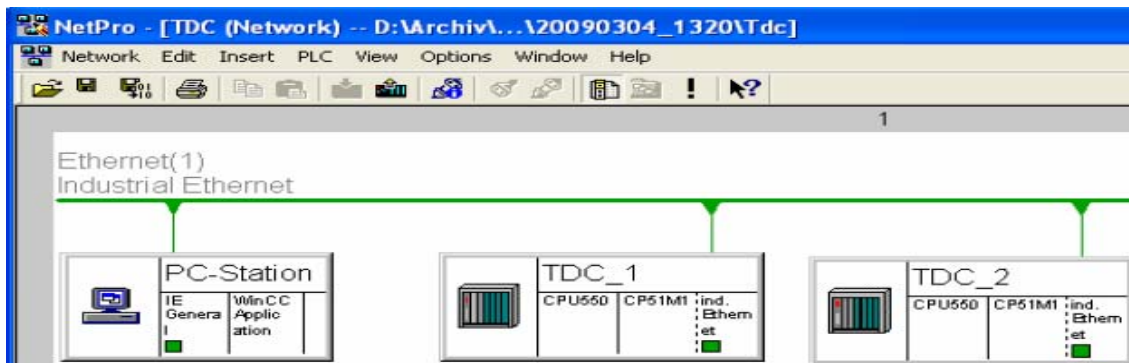 NetPro - [TDC (Network) -- D:\Archiv\...\20090304_1320\Tdc]
Network Edit Insert PLC View Options Window Help
1
Ethernet(1)
Industrial Ethernet
PC-Station
IE
Genera
l
WinCC
Applic
ation
TDC_1
CPU550
CP51M1
ind.
Ethern
et
TDC_2
CPU550
CP51M1
ind.
Ethern
et